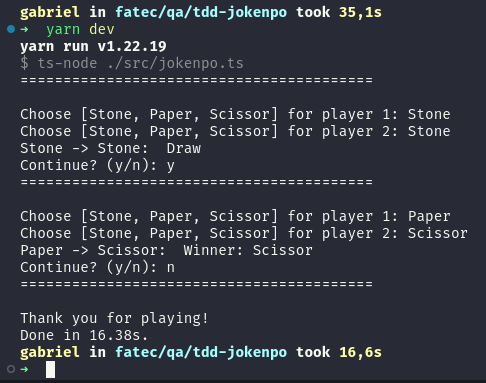 gabriel in fatec/qa/tdd-jokenpo took 35,1s
➜ yarn dev
yarn run v1.22.19
$ ts-node ./src/jokenpo.ts
=========================================
Choose [Stone, Paper, Scissor] for player 1: Stone
Choose [Stone, Paper, Scissor] for player 2: Stone
Stone -> Stone:  Draw
Continue? (y/n): y
=========================================
Choose [Stone, Paper, Scissor] for player 1: Paper
Choose [Stone, Paper, Scissor] for player 2: Scissor
Paper -> Scissor:  Winner: Scissor
Continue? (y/n): n
=========================================
Thank you for playing!
Done in 16.38s.
gabriel in fatec/qa/tdd-jokenpo took 16,6s
➜